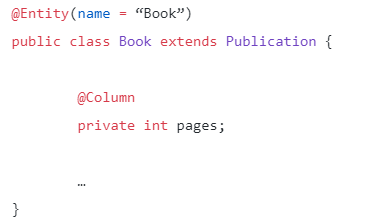 @Entity(name = “Book”)
public class Book extends Publication {
@Column
private int pages;
…
}